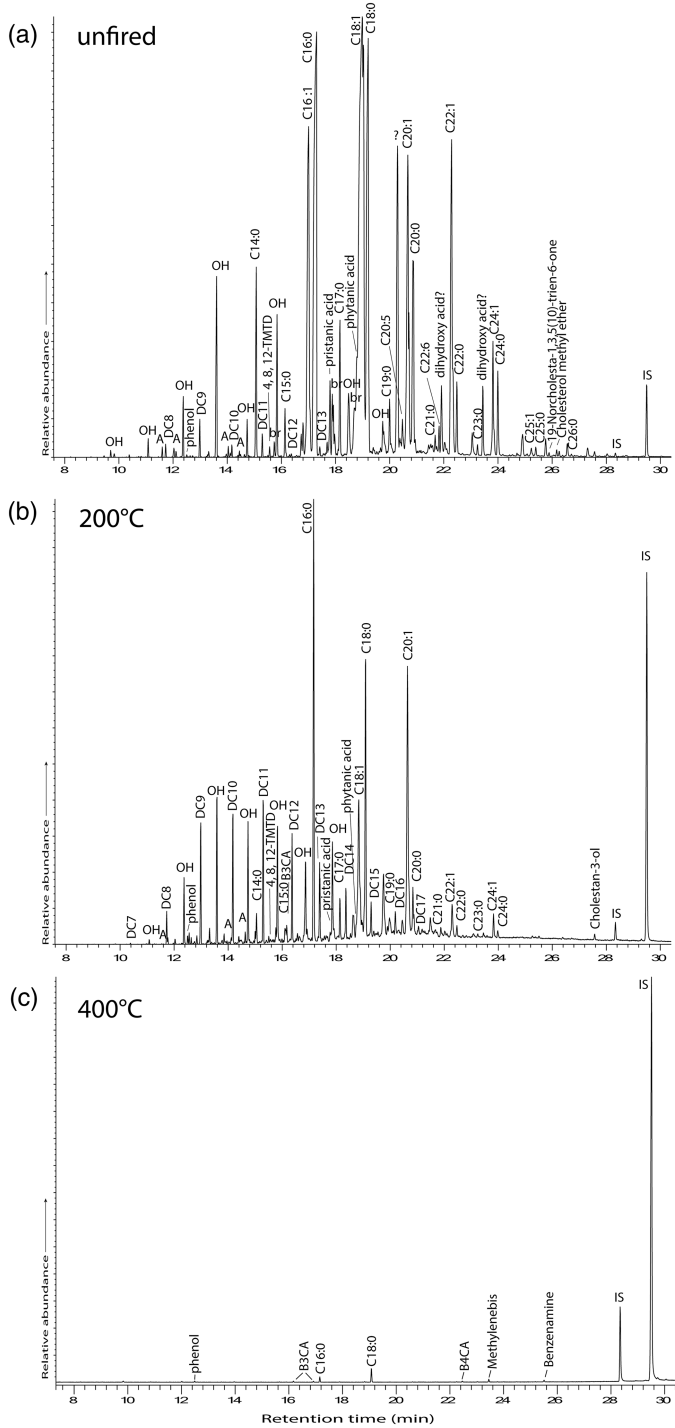 (a) unfired
Relative abundance
OH
OH
A
DC8
A
OH
phenol
DC9
OH
A
DC10
A
OH
C14:0
DC11
4, 8, 12-TMTD
br
OH
C15:0
DC12
C16 :1
C16:0
DC13
pristanic acid
br
C17:0
OH
br
phytanic acid
C18:1
C18:0
OH
C19:0
C20:5
?
C20:1
C20:0
C21:0
C22:6
dihydroxy acid?
C22:1
C22:0
C23:0
dihydroxy acid?
C24:1
C24:0
C25:1
C25:0
19-Norcholesta-1,3,5(10)-trien-6-one
Cholesterol methyl ether
C26:0
IS
IS
8 10 12 14 16 18 20 22 24 26 28 30
(b) 200°C
Relative abundance
DC7
OH
A
DC8
OH
phenol
DC9
OH
A
DC10
A
OH
C14:0
DC11
4, 8, 12-TMTD
OH
C15:0
B3CA
DC12
OH
C16:0
DC13
pristanic acid
OH
C17:0
DC14
phytanic acid
C18:1
C18:0
DC15
C19:0
DC16
C20:1
C20:0
DC17
C21:0
C22:1
C22:0
C23:0
C24:1
C24:0
Cholestan-3-ol
IS
IS
8 10 12 14 16 18 20 22 24 26 28 30
(c) 400°C
Relative abundance
phenol
B3CA
C16:0
C18:0
B4CA
Methylenebis
Benzenamine
IS
IS
8 10 12 14 16 18 20 22 24 26 28 30
Retention time (min)